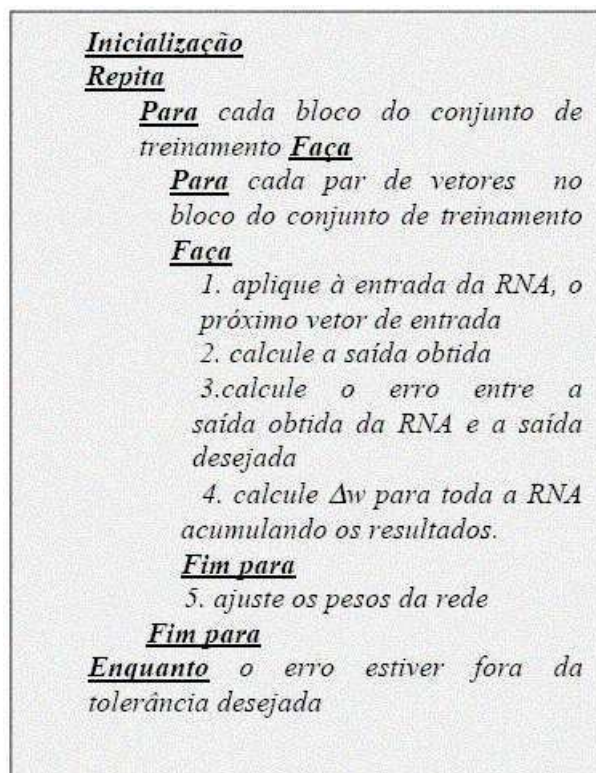 Inicialização
Repita
Para cada bloco do conjunto de
treinamento Faça
Para cada par de vetores no
bloco do conjunto de treinamento
Faça
1. aplique à entrada da RNA, o
próximo vetor de entrada
2. calcule a saída obtida
3.calcule o erro entre a
saída obtida da RNA e a saída
desejada
4. calcule Δw para toda a RNA
acumulando os resultados.
Fim para
5. ajuste os pesos da rede
Fim para
Enquanto o erro estiver fora da
tolerância desejada